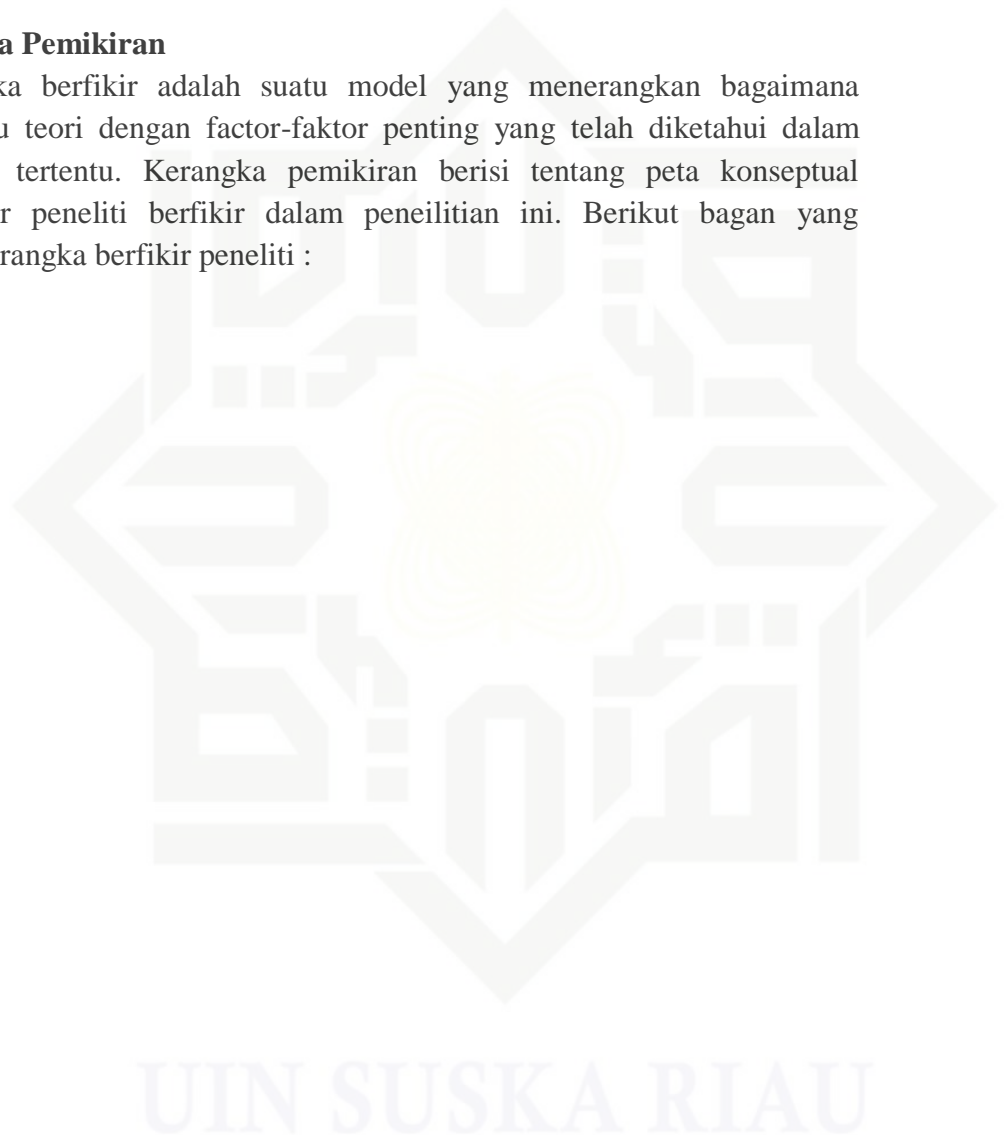 a Pemikiran
ka berfikir adalah suatu model yang menerangkan bagaimana
u teori dengan factor-faktor penting yang telah diketahui dalam
tertentu. Kerangka pemikiran berisi tentang peta konseptual
r peneliti berfikir dalam peneilitian ini. Berikut bagan yang
rangka berfikir peneliti :
UIN SUSKA RIAU